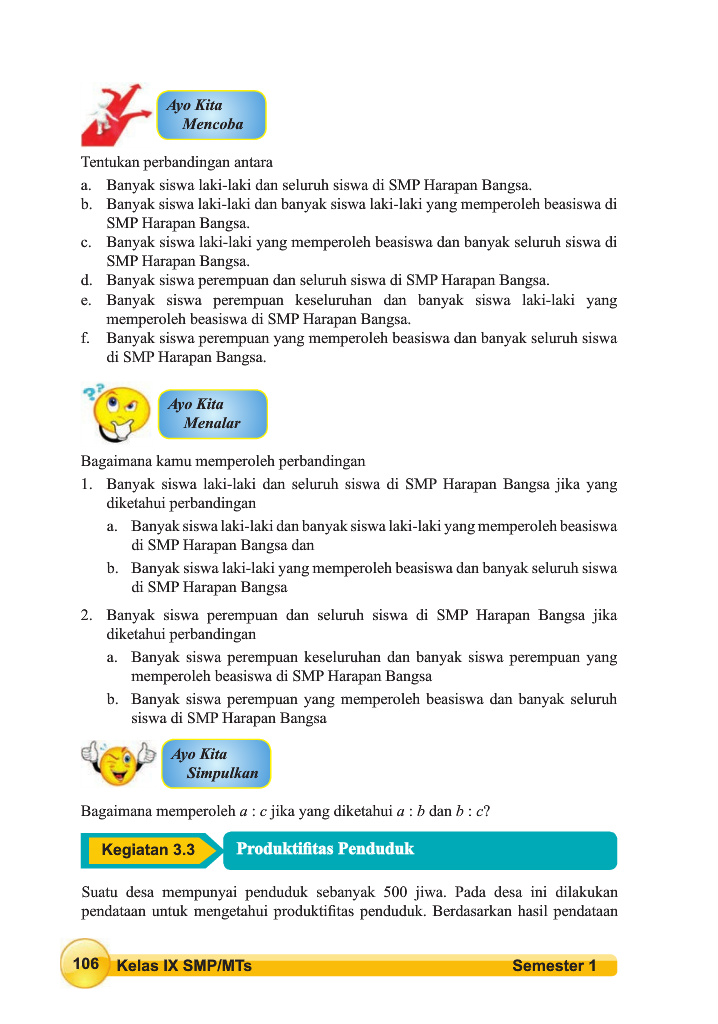 Ayo Kita
Mencoba
Tentukan perbandingan antara
a. Banyak siswa laki-laki dan seluruh siswa di SMP Harapan Bangsa.
b. Banyak siswa laki-laki dan banyak siswa laki-laki yang memperoleh beasiswa di
SMP Harapan Bangsa.
c. Banyak siswa laki-laki yang memperoleh beasiswa dan banyak seluruh siswa di
SMP Harapan Bangsa.
d. Banyak siswa perempuan dan seluruh siswa di SMP Harapan Bangsa.
e. Banyak siswa perempuan keseluruhan dan banyak siswa laki-laki yang
memperoleh beasiswa di SMP Harapan Bangsa.
f. Banyak siswa perempuan yang memperoleh beasiswa dan banyak seluruh siswa
di SMP Harapan Bangsa.
??
Ayo Kita
Menalar
Bagaimana kamu memperoleh perbandingan
1. Banyak siswa laki-laki dan seluruh siswa di SMP Harapan Bangsa jika yang
diketahui perbandingan
a. Banyak siswa laki-laki dan banyak siswa laki-laki yang memperoleh beasiswa
di SMP Harapan Bangsa dan
b. Banyak siswa laki-laki yang memperoleh beasiswa dan banyak seluruh siswa
di SMP Harapan Bangsa
2. Banyak siswa perempuan dan seluruh siswa di SMP Harapan Bangsa jika
diketahui perbandingan
a. Banyak siswa perempuan keseluruhan dan banyak siswa perempuan yang
memperoleh beasiswa di SMP Harapan Bangsa
b. Banyak siswa perempuan yang memperoleh beasiswa dan banyak seluruh
siswa di SMP Harapan Bangsa
Ayo Kita
Simpulkan
Bagaimana memperoleh a : c jika yang diketahui a : b dan b : c?
Kegiatan 3.3 Produktifitas Penduduk
Suatu desa mempunyai penduduk sebanyak 500 jiwa. Pada desa ini dilakukan
pendataan untuk mengetahui produktifitas penduduk. Berdasarkan hasil pendataan
106 Kelas IX SMP/MTs Semester 1